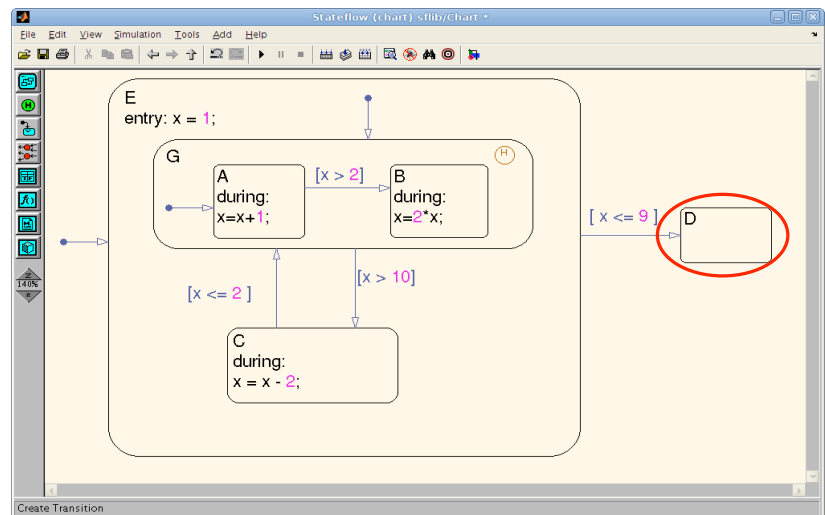 Stateflow (chart) sflib/Chart *
File Edit View Simulation Tools Add Help
E
entry: x = 1;
G
H
A
during:
x=x+1;
[x > 2]
B
during:
x=2*x;
[ x <= 9 ]
D
[x <= 2 ]
[x > 10]
C
during:
x = x - 2;
140%
Create Transition